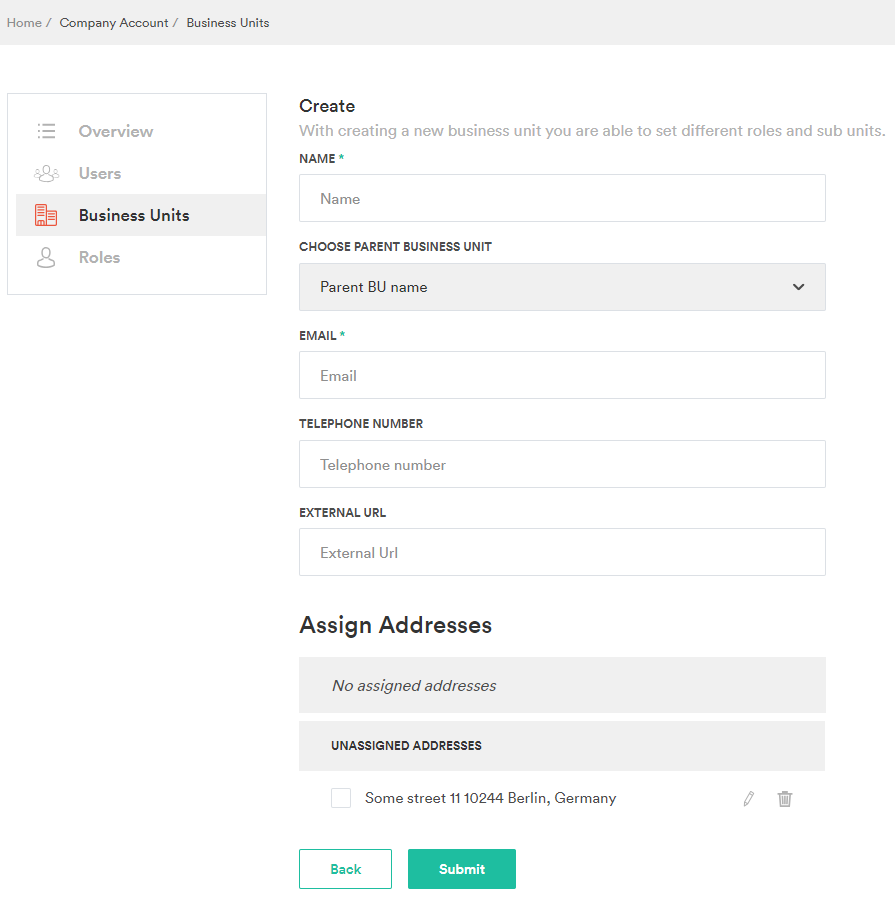 Home / Company Account / Business Units
Overview
Users
Business Units
Roles
Create
With creating a new business unit you are able to set different roles and sub units.
NAME *
Name
CHOOSE PARENT BUSINESS UNIT
Parent BU name
EMAIL *
Email
TELEPHONE NUMBER
Telephone number
EXTERNAL URL
External Url
Assign Addresses
No assigned addresses
UNASSIGNED ADDRESSES
Some street 11 10244 Berlin, Germany
Back
Submit